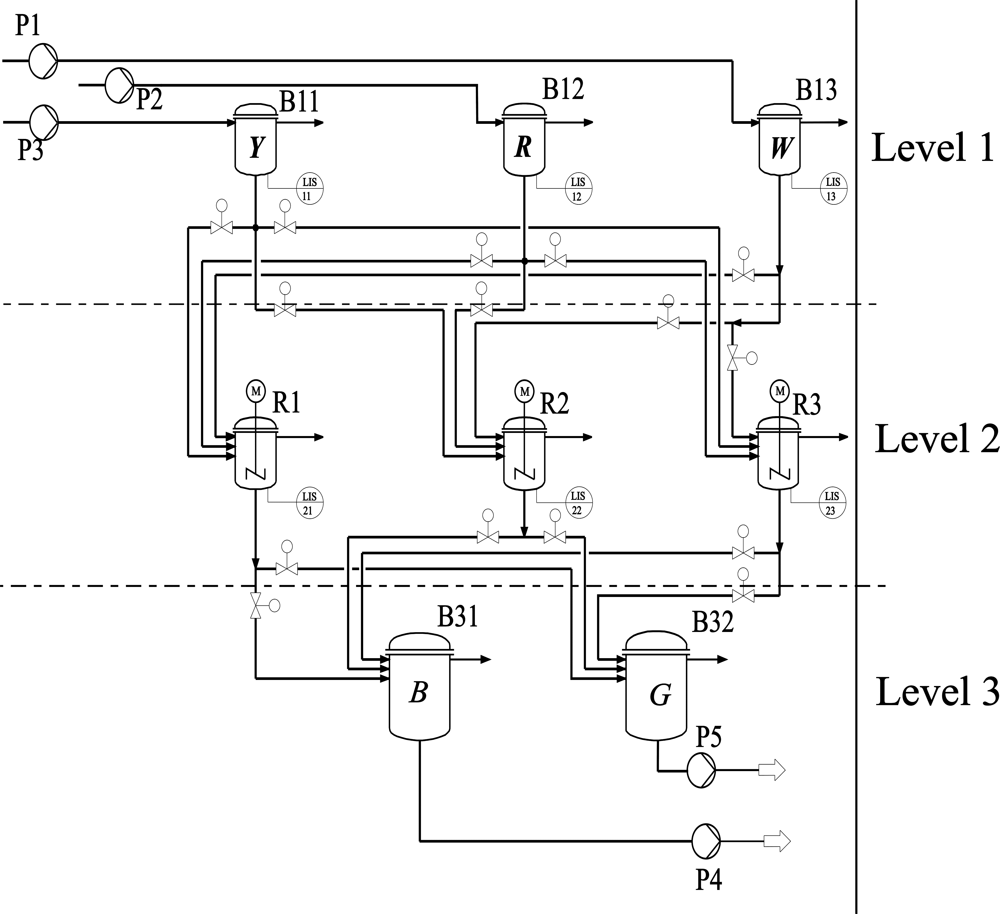 P1
P2
P3
B11
B12
B13
Y
R
W
Level 1
LIS
11
LIS
12
LIS
13
M
R1
M
R2
M
R3
Level 2
LIS
21
LIS
22
LIS
23
B31
B32
B
G
Level 3
P5
P4